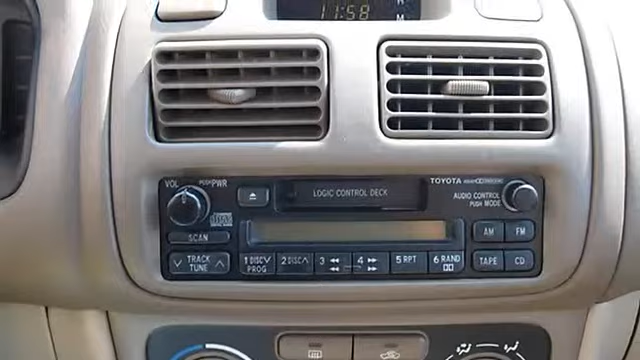 11:58
H
M
VOL PUSH PWR
LOGIC CONTROL DECK
TOYOTA
AUDIO CONTROL
PUSH MODE
SCAN
AM FM
TRACK
TUNE
1 DISC∨
PROG
2 DISC∧
3 ◀◀
4 ▶▶
5 RPT
6 RAND
TAPE CD